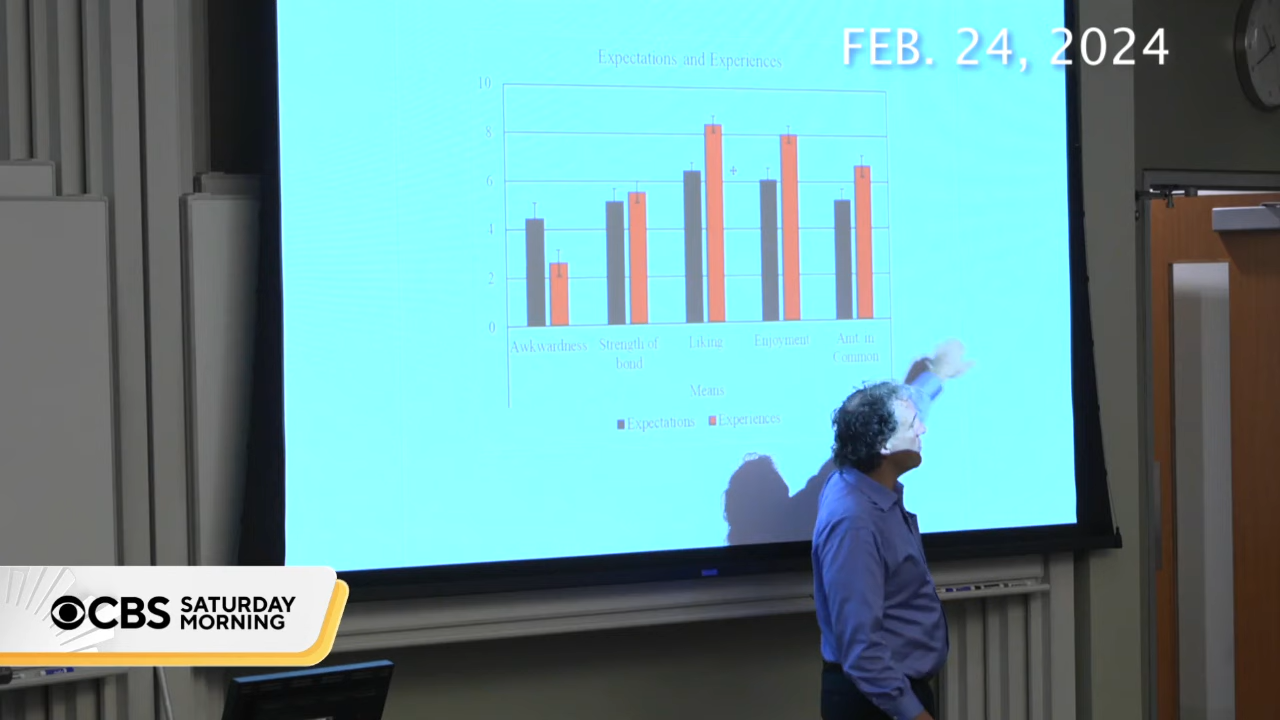 FEB. 24, 2024
Expectations and Experiences
10
8
6
4
2
0
Awkwardness
Strength of
bond
Liking
Enjoyment
Amt. in
Common
Means
Expectations
Experiences
CBS SATURDAY
MORNING